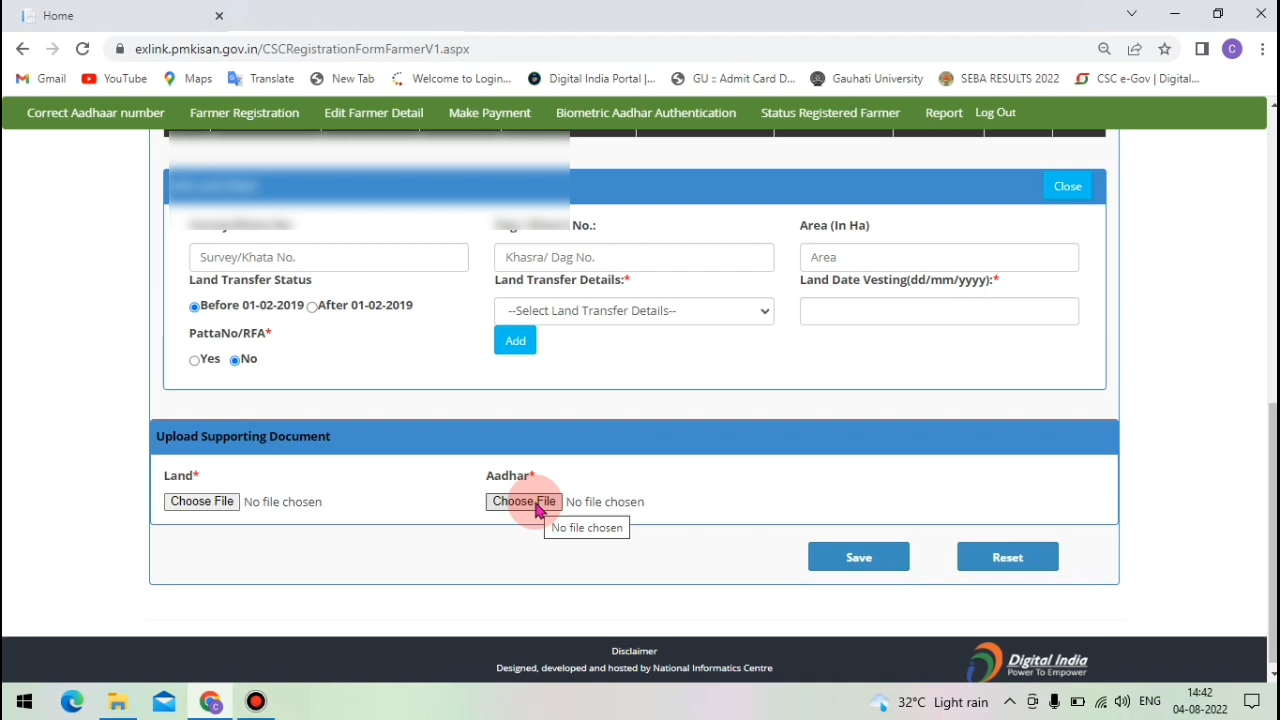 Home
exlink.pmkisan.gov.in/CSCRegistrationFormFarmerV1.aspx
C
Gmail YouTube Maps Translate New Tab Welcome to Login... Digital India Portal |... GU :: Admit Card D... Gauhati University SEBA RESULTS 2022 CSC e-Gov | Digital...
Correct Aadhaar number Farmer Registration Edit Farmer Detail Make Payment Biometric Aadhar Authentication Status Registered Farmer Report Log Out
Close
No.: Area (In Ha)
Survey/Khata No. Khasra/ Dag No. Area
Land Transfer Status Land Transfer Details:* Land Date Vesting(dd/mm/yyyy):*
Before 01-02-2019 After 01-02-2019 --Select Land Transfer Details--
PattaNo/RFA* Add
Yes No
Upload Supporting Document
Land* Aadhar*
Choose File No file chosen Choose File No file chosen
No file chosen
Save Reset
Disclaimer
Designed, developed and hosted by National Informatics Centre
Digital India
Power To Empower
C 32°C Light rain ENG 14:42
04-08-2022